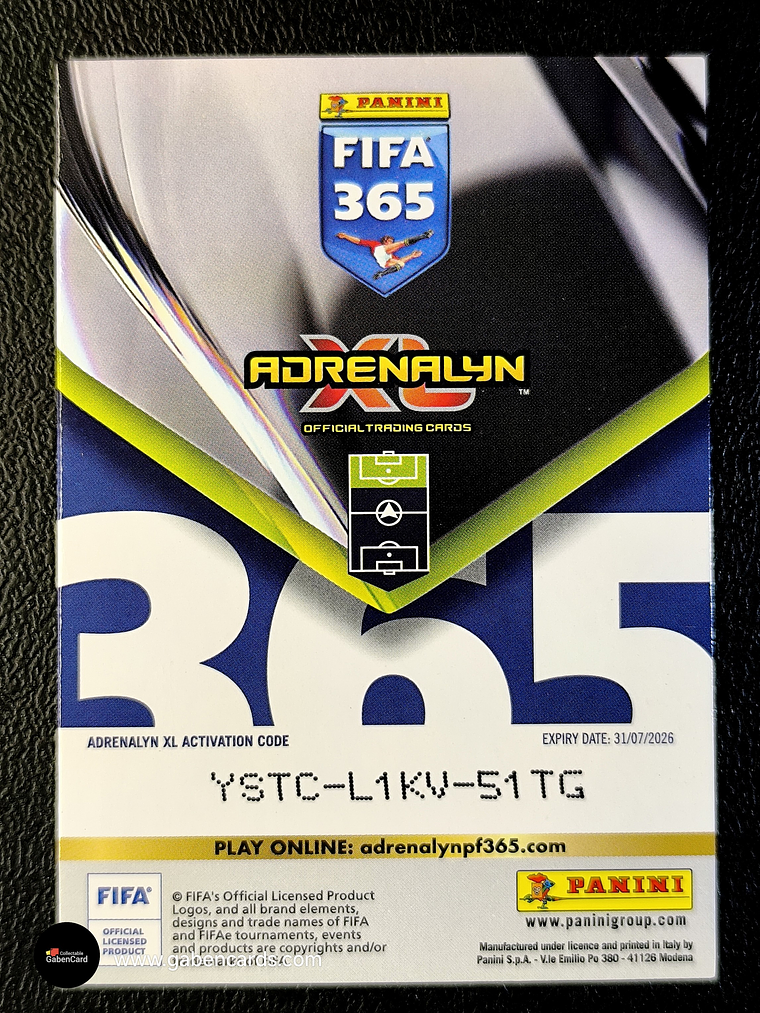 PANINI
FIFA
365
ADRENALYN
XL™
OFFICIAL TRADING CARDS
365
ADRENALYN XL ACTIVATION CODE
EXPIRY DATE: 31/07/2026
YSTC-L1KV-51TG
PLAY ONLINE: adrenalynpf365.com
FIFA®
OFFICIAL
LICENSED
PRODUCT
© FIFA's Official Licensed Product
Logos, and all brand elements,
designs and trade names of FIFA
and FIFAe tournaments, events
and products are copyrights and/or
PANINI
www.paninigroup.com
Manufactured under licence and printed in Italy by
Panini S.p.A. - V.le Emilio Po 380 - 41126 Modena
Collectable
GabenCard
www.gabencards.com